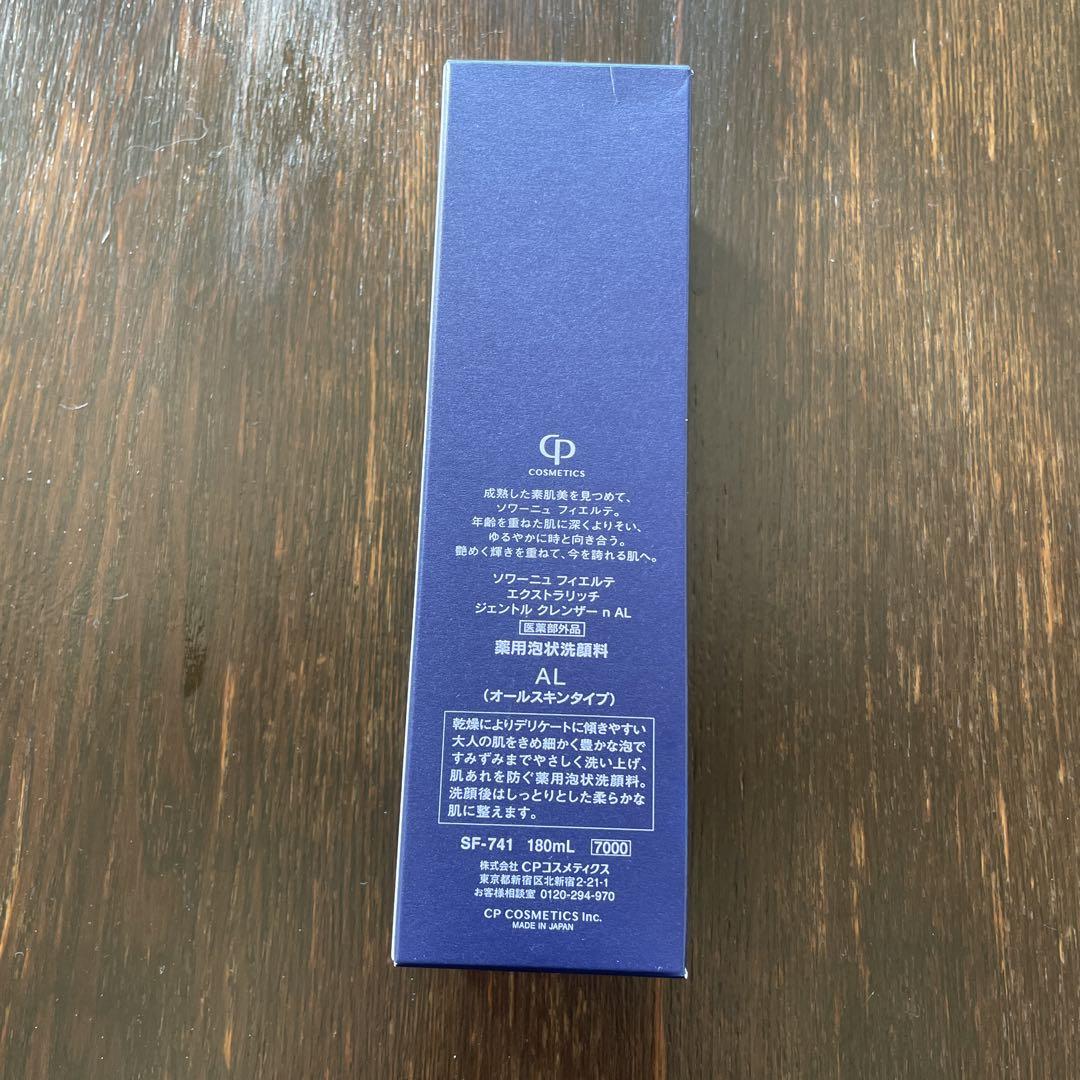 CP
COSMETICS
成熟した素肌美を見つめて、
ソワーニュ フィエルテ。
年齢を重ねた肌に深くよりそい、
ゆるやかに時と向き合う。
艶めく輝きを重ねて、今を誇れる肌へ。
ソワーニュ フィエルテ
エクストラリッチ
ジェントル クレンザー n AL
医薬部外品
薬用泡状洗顔料
AL
(オールスキンタイプ)
乾燥によりデリケートに傾きやすい
大人の肌をきめ細かく豊かな泡で
すみずみまでやさしく洗い上げ、
肌あれを防ぐ薬用泡状洗顔料。
洗顔後はしっとりとした柔らかな
肌に整えます。
SF-741 180mL 7000
株式会社 CPコスメティクス
東京都新宿区北新宿2-21-1
お客様相談室 0120-294-970
CP COSMETICS Inc.
MADE IN JAPAN